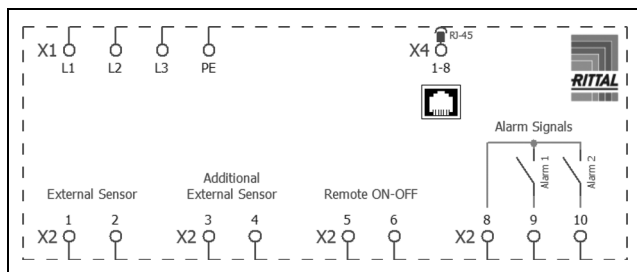 X1
L1 L2 L3 PE
X4
RJ-45
1-8
RITTAL
Alarm Signals
Alarm 1
Alarm 2
External Sensor
Additional
External Sensor
Remote ON-OFF
X2 1 2
X2 3 4
X2 5 6
X2 8 9 10